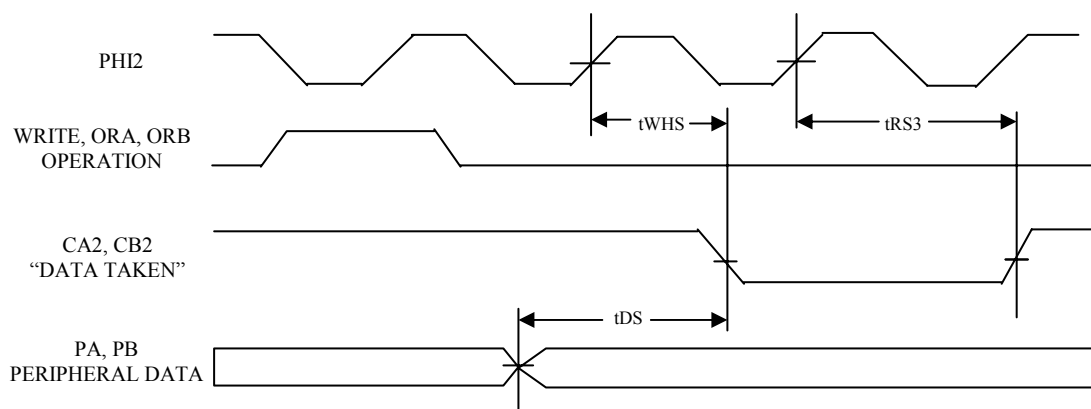 PHI2
tWHS
tRS3
WRITE, ORA, ORB
OPERATION
CA2, CB2
“DATA TAKEN”
tDS
PA, PB
PERIPHERAL DATA